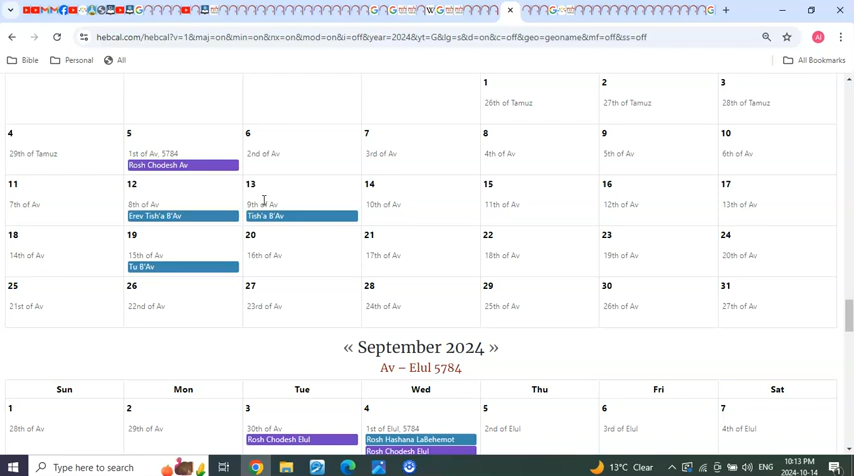 hebcal.com/hebcal?v=1&maj=on&min=on&nx=on&mod=on&i=off&year=2024&yt=G&lg=s&d=on&c=off&geo=geoname&mf=off&ss=off
AI
Bible
Personal
All
All Bookmarks
1 2 3
26th of Tamuz 27th of Tamuz 28th of Tamuz
4 5 6 7 8 9 10
29th of Tamuz 1st of Av, 5784 2nd of Av 3rd of Av 4th of Av 5th of Av 6th of Av
Rosh Chodesh Av
11 12 13 14 15 16 17
7th of Av 8th of Av 9th of Av 10th of Av 11th of Av 12th of Av 13th of Av
Erev Tish'a B'Av Tish'a B'Av
18 19 20 21 22 23 24
14th of Av 15th of Av 16th of Av 17th of Av 18th of Av 19th of Av 20th of Av
Tu B'Av
25 26 27 28 29 30 31
21st of Av 22nd of Av 23rd of Av 24th of Av 25th of Av 26th of Av 27th of Av
« September 2024 »
Av – Elul 5784
Sun Mon Tue Wed Thu Fri Sat
1 2 3 4 5 6 7
28th of Av 29th of Av 30th of Av 1st of Elul, 5784 2nd of Elul 3rd of Elul 4th of Elul
Rosh Chodesh Elul Rosh Hashana LaBehemot
Rosh Chodesh Elul
Type here to search
13°C Clear
ENG
10:13 PM
2024-10-14